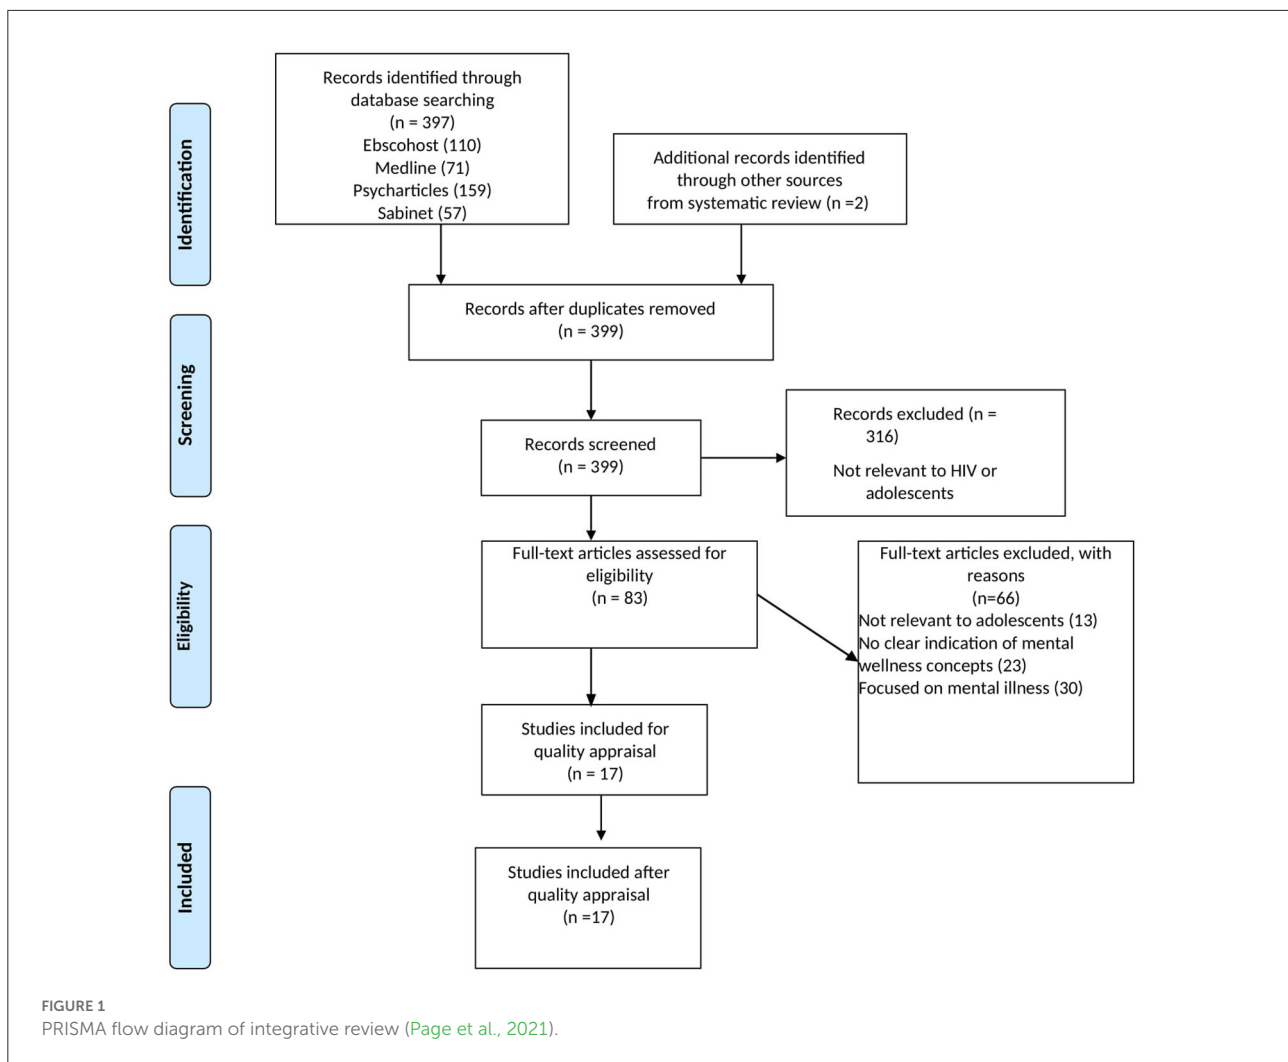 Identification
Records identified through
database searching
(n = 397)
Ebscohost (110)
Medline (71)
Psycharticles (159)
Sabinet (57)
Additional records identified
through other sources
from systematic review (n =2)
Records after duplicates removed
(n = 399)
Screening
Records screened
(n = 399)
Records excluded (n =
316)
Not relevant to HIV or
adolescents
Eligibility
Full-text articles assessed for
eligibility
(n = 83)
Full-text articles excluded, with
reasons
(n=66)
Not relevant to adolescents (13)
No clear indication of mental
wellness concepts (23)
Focused on mental illness (30)
Studies included for
quality appraisal
(n = 17)
Included
Studies included after
quality appraisal
(n =17)
FIGURE 1
PRISMA flow diagram of integrative review (Page et al., 2021).